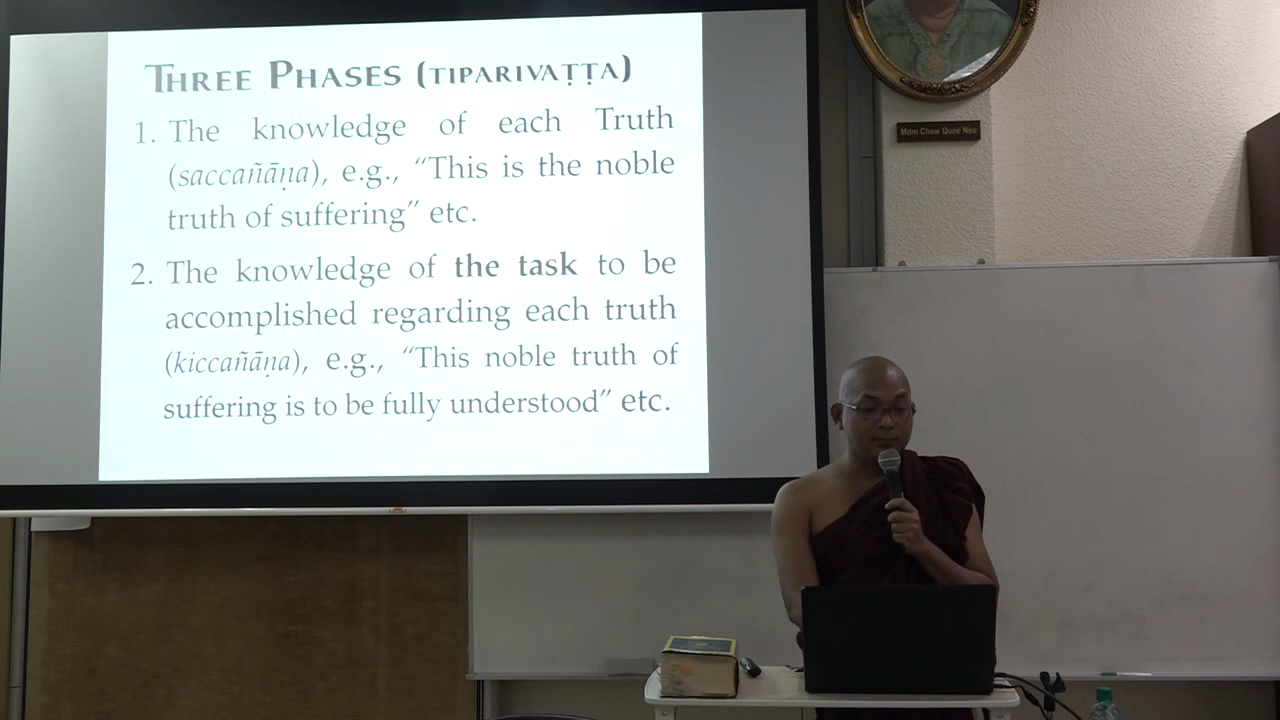 THREE PHASES (TIPARIVAṬṬA)
1. The knowledge of each Truth
(saccañāṇa), e.g., “This is the noble
truth of suffering” etc.
2. The knowledge of the task to be
accomplished regarding each truth
(kiccañāṇa), e.g., “This noble truth of
suffering is to be fully understood” etc.
Mdm Chew Quee Neo